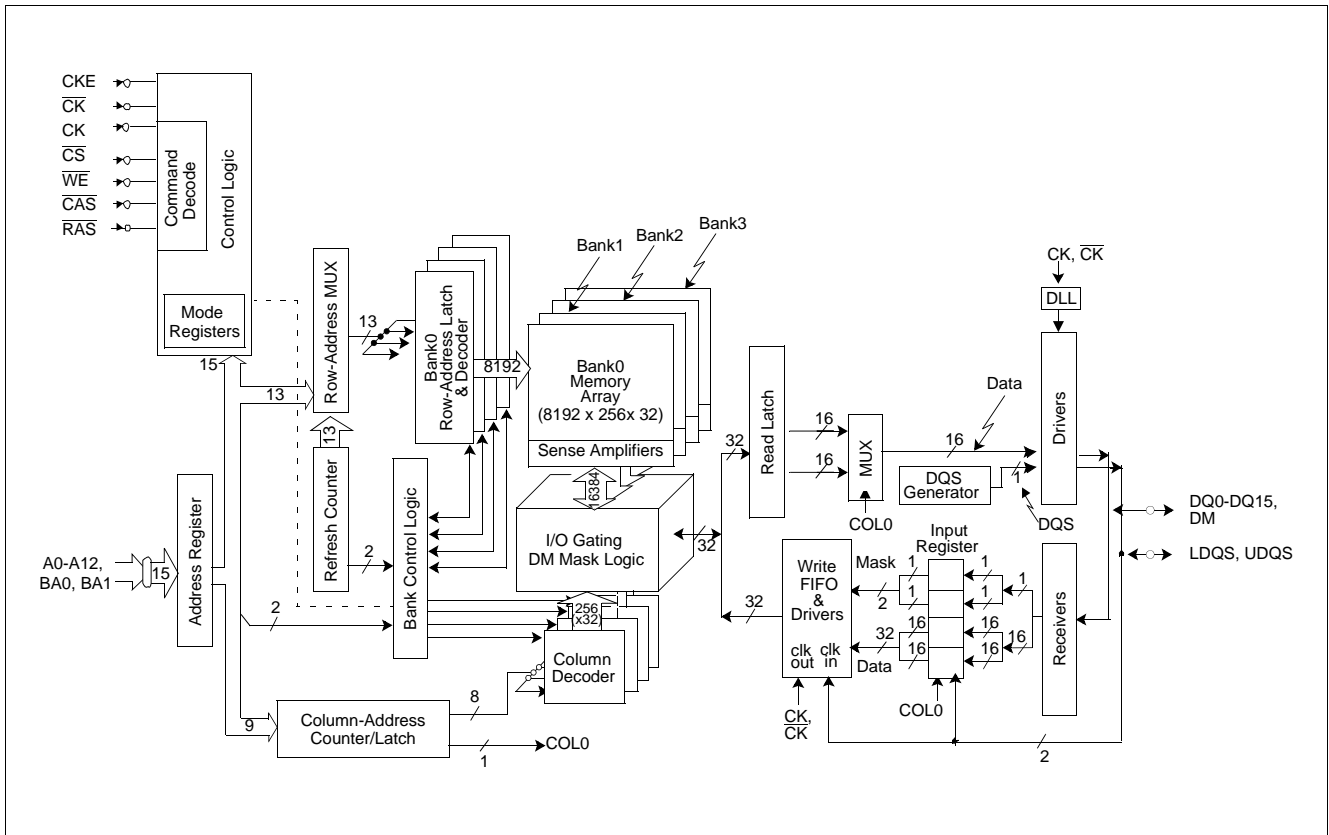 CKE
CK
CK
CS
WE
CAS
RAS
Command
Decode
Control Logic
Mode
Registers
15
13
Row-Address MUX
13
Refresh Counter
13
Bank0
Row-Address Latch
& Decoder
8192
Bank1
Bank2
Bank3
Bank0
Memory
Array
(8192 x 256x 32)
Sense Amplifiers
16384
I/O Gating
DM Mask Logic
Bank Control Logic
2
2
A0-A12,
BA0, BA1
15
Address Register
9
Column-Address
Counter/Latch
8
1
COL0
256
(x32)
Column
Decoder
32
32
32
Read Latch
16
16
MUX
COL0
16
Data
DQS
Generator
1
DQS
CK, CK
DLL
Drivers
DQ0-DQ15,
DM
LDQS, UDQS
Input
Register
Write
FIFO
&
Drivers
clk
out
clk
in
CK,
CK
Mask
2
1
1
1
1
1
32
Data
16
16
16
16
16
COL0
Receivers
2